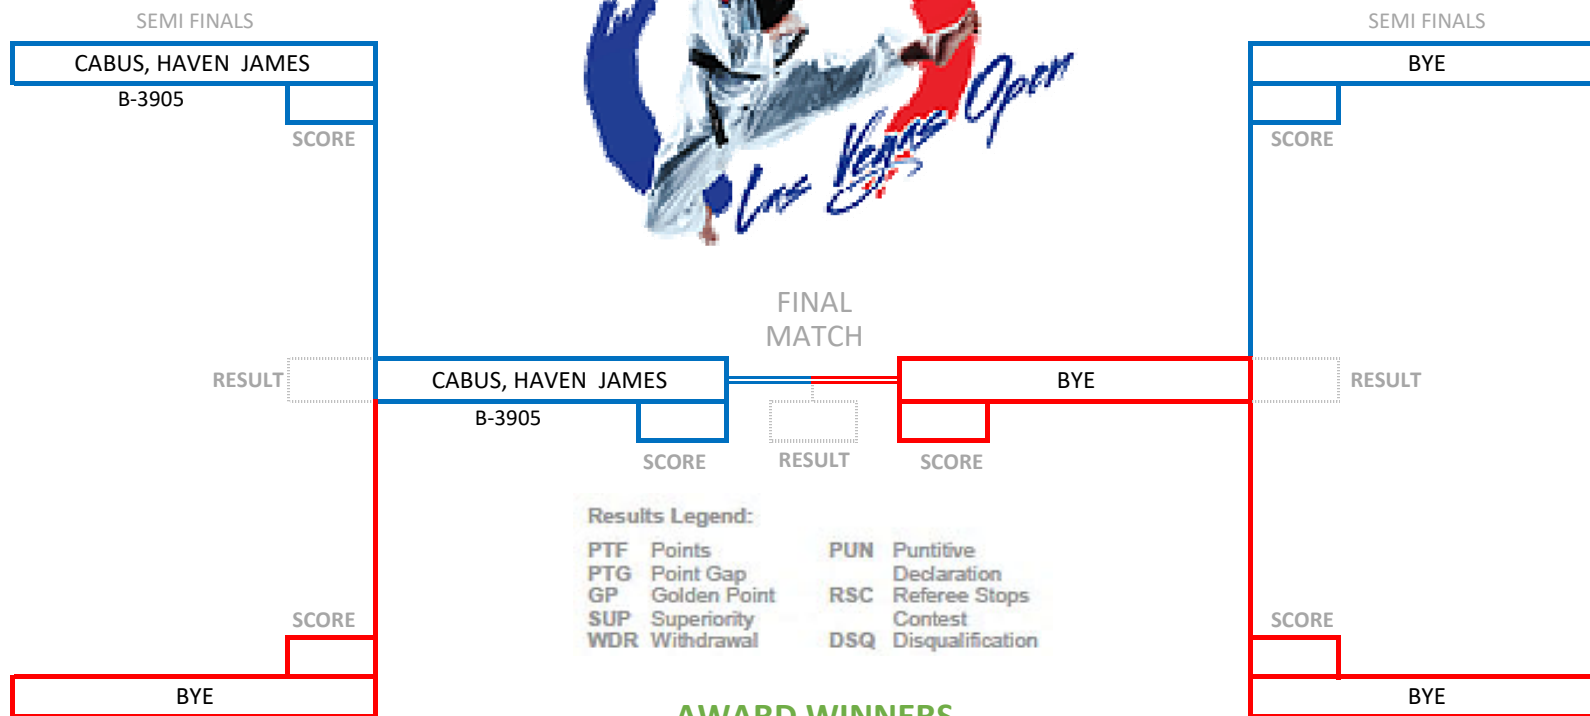 SEMI FINALS
SEMI FINALS
CABUS, HAVEN  JAMES
B-3905
SCORE
BYE
SCORE
Las Vegas Open
FINAL
MATCH
RESULT
CABUS, HAVEN  JAMES
B-3905
SCORE
RESULT
BYE
SCORE
RESULT
Results Legend:
PTF Points
PTG Point Gap
GP Golden Point
SUP Superiority
WDR Withdrawal
PUN Puntitive
Declaration
RSC Referee Stops
Contest
DSQ Disqualification
SCORE
BYE
SCORE
BYE
AWARD WINNERS